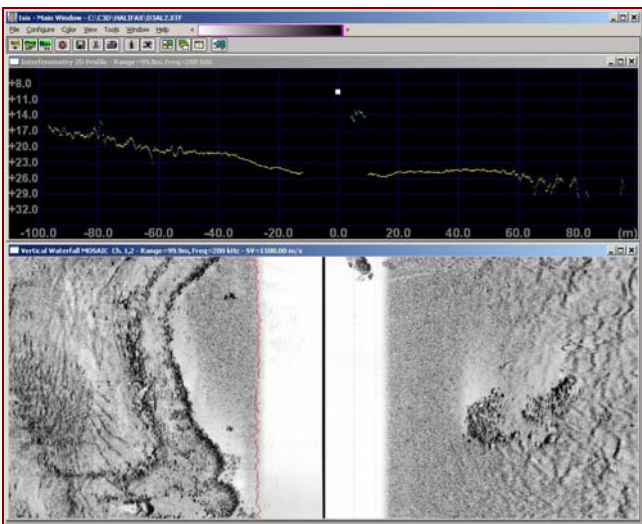 Isis - Main Window - C:\C3D\HALIFAX\D3AL2.XTF
File Configure Color View Tools Window Help
Interferometry 2D Profile - Range=99.9m, Freq=200 kHz
+8.0
+11.0
+14.0
+17.0
+20.0
+23.0
+26.0
+29.0
+32.0
-100.0 -80.0 -60.0 -40.0 -20.0 0.0 20.0 40.0 60.0 80.0 (m)
Vertical Waterfall MOSAIC Ch. 1,2 - Range=99.9m, Freq=200 kHz - SV=1500.00 m/s